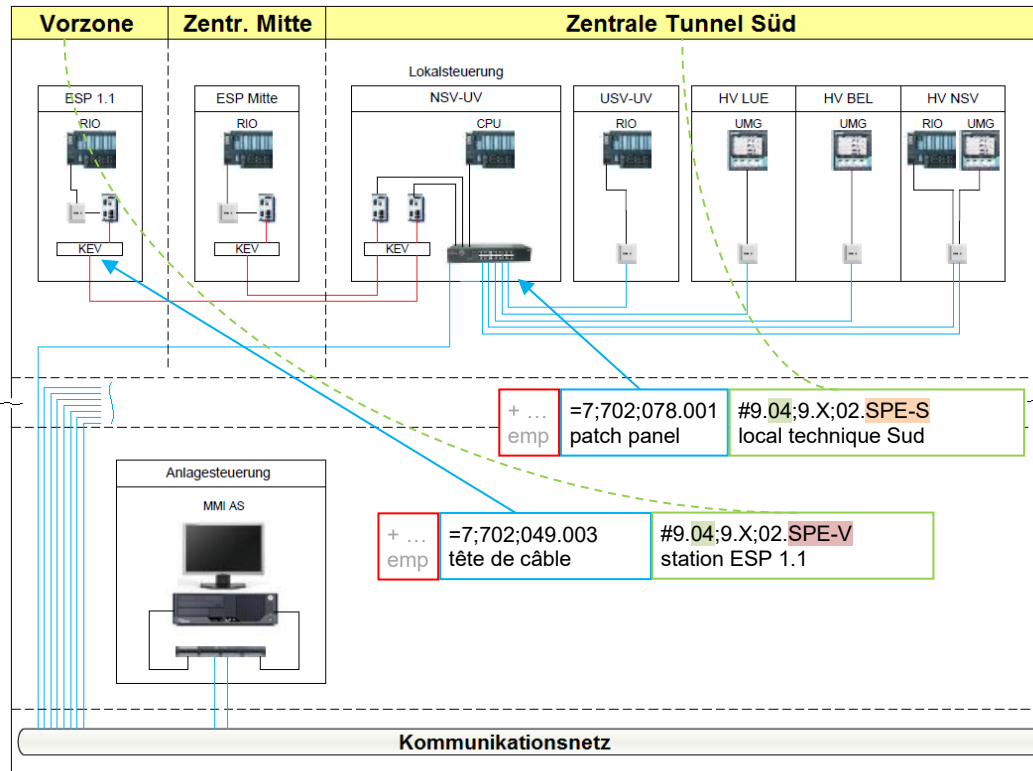 Vorzone
Zentr. Mitte
Zentrale Tunnel Süd
Lokalsteuerung
ESP 1.1
ESP Mitte
NSV-UV
USV-UV
HV LUE
HV BEL
HV NSV
RIO
RIO
CPU
RIO
UMG
UMG
RIO
UMG
KEV
KEV
KEV
KEV
+ ...
emp
=7;702;078.001
patch panel
#9.04;9.X;02.SPE-S
local technique Sud
Anlagesteuerung
MMI AS
+ ...
emp
=7;702;049.003
tête de câble
#9.04;9.X;02.SPE-V
station ESP 1.1
Kommunikationsnetz